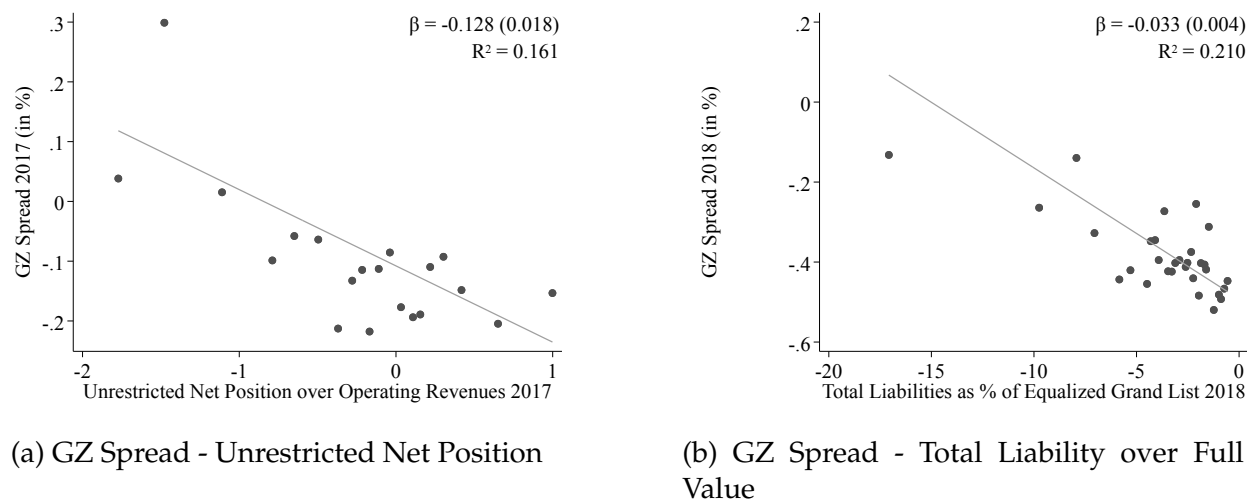 β = -0.128 (0.018)
R² = 0.161
GZ Spread 2017 (in %)
.3
.2
.1
0
-.1
-.2
-2
-1
0
1
Unrestricted Net Position over Operating Revenues 2017
(a) GZ Spread - Unrestricted Net Position
β = -0.033 (0.004)
R² = 0.210
GZ Spread 2018 (in %)
.2
0
-.2
-.4
-.6
-20
-15
-10
-5
0
Total Liabilities as % of Equalized Grand List 2018
(b) GZ Spread - Total Liability over Full
Value